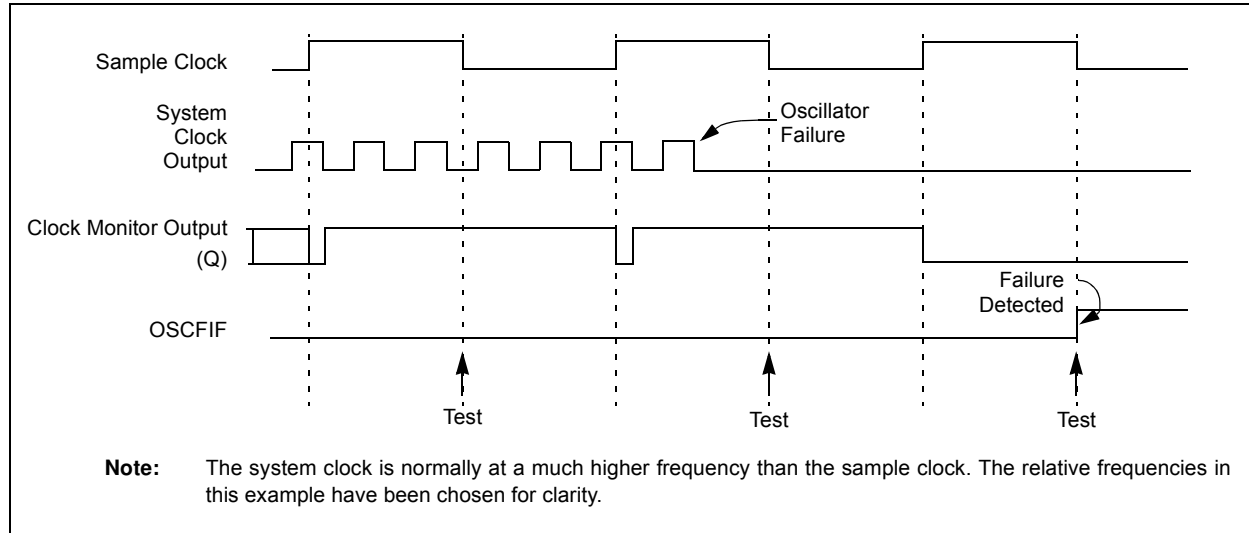 Sample Clock
System
Clock
Output
Oscillator
Failure
Clock Monitor Output
(Q)
Failure
Detected
OSCFIF
Test
Test
Test
Note: The system clock is normally at a much higher frequency than the sample clock. The relative frequencies in
this example have been chosen for clarity.